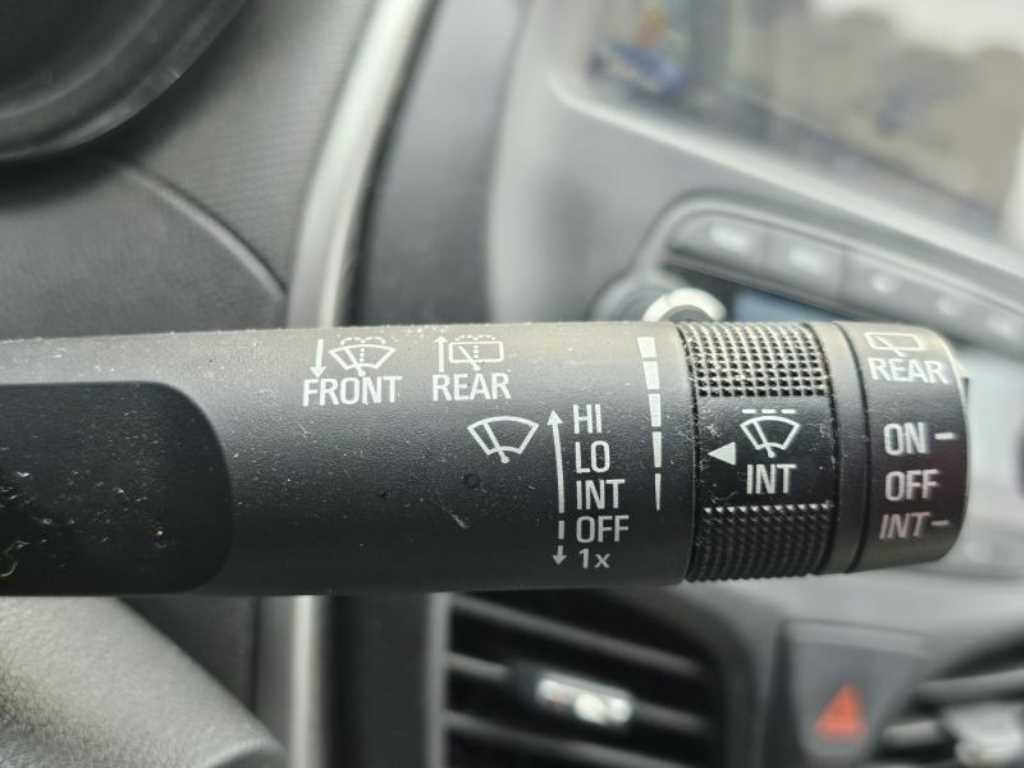 FRONT
REAR
HI
LO
INT
OFF
1x
INT
REAR
ON
OFF
INT